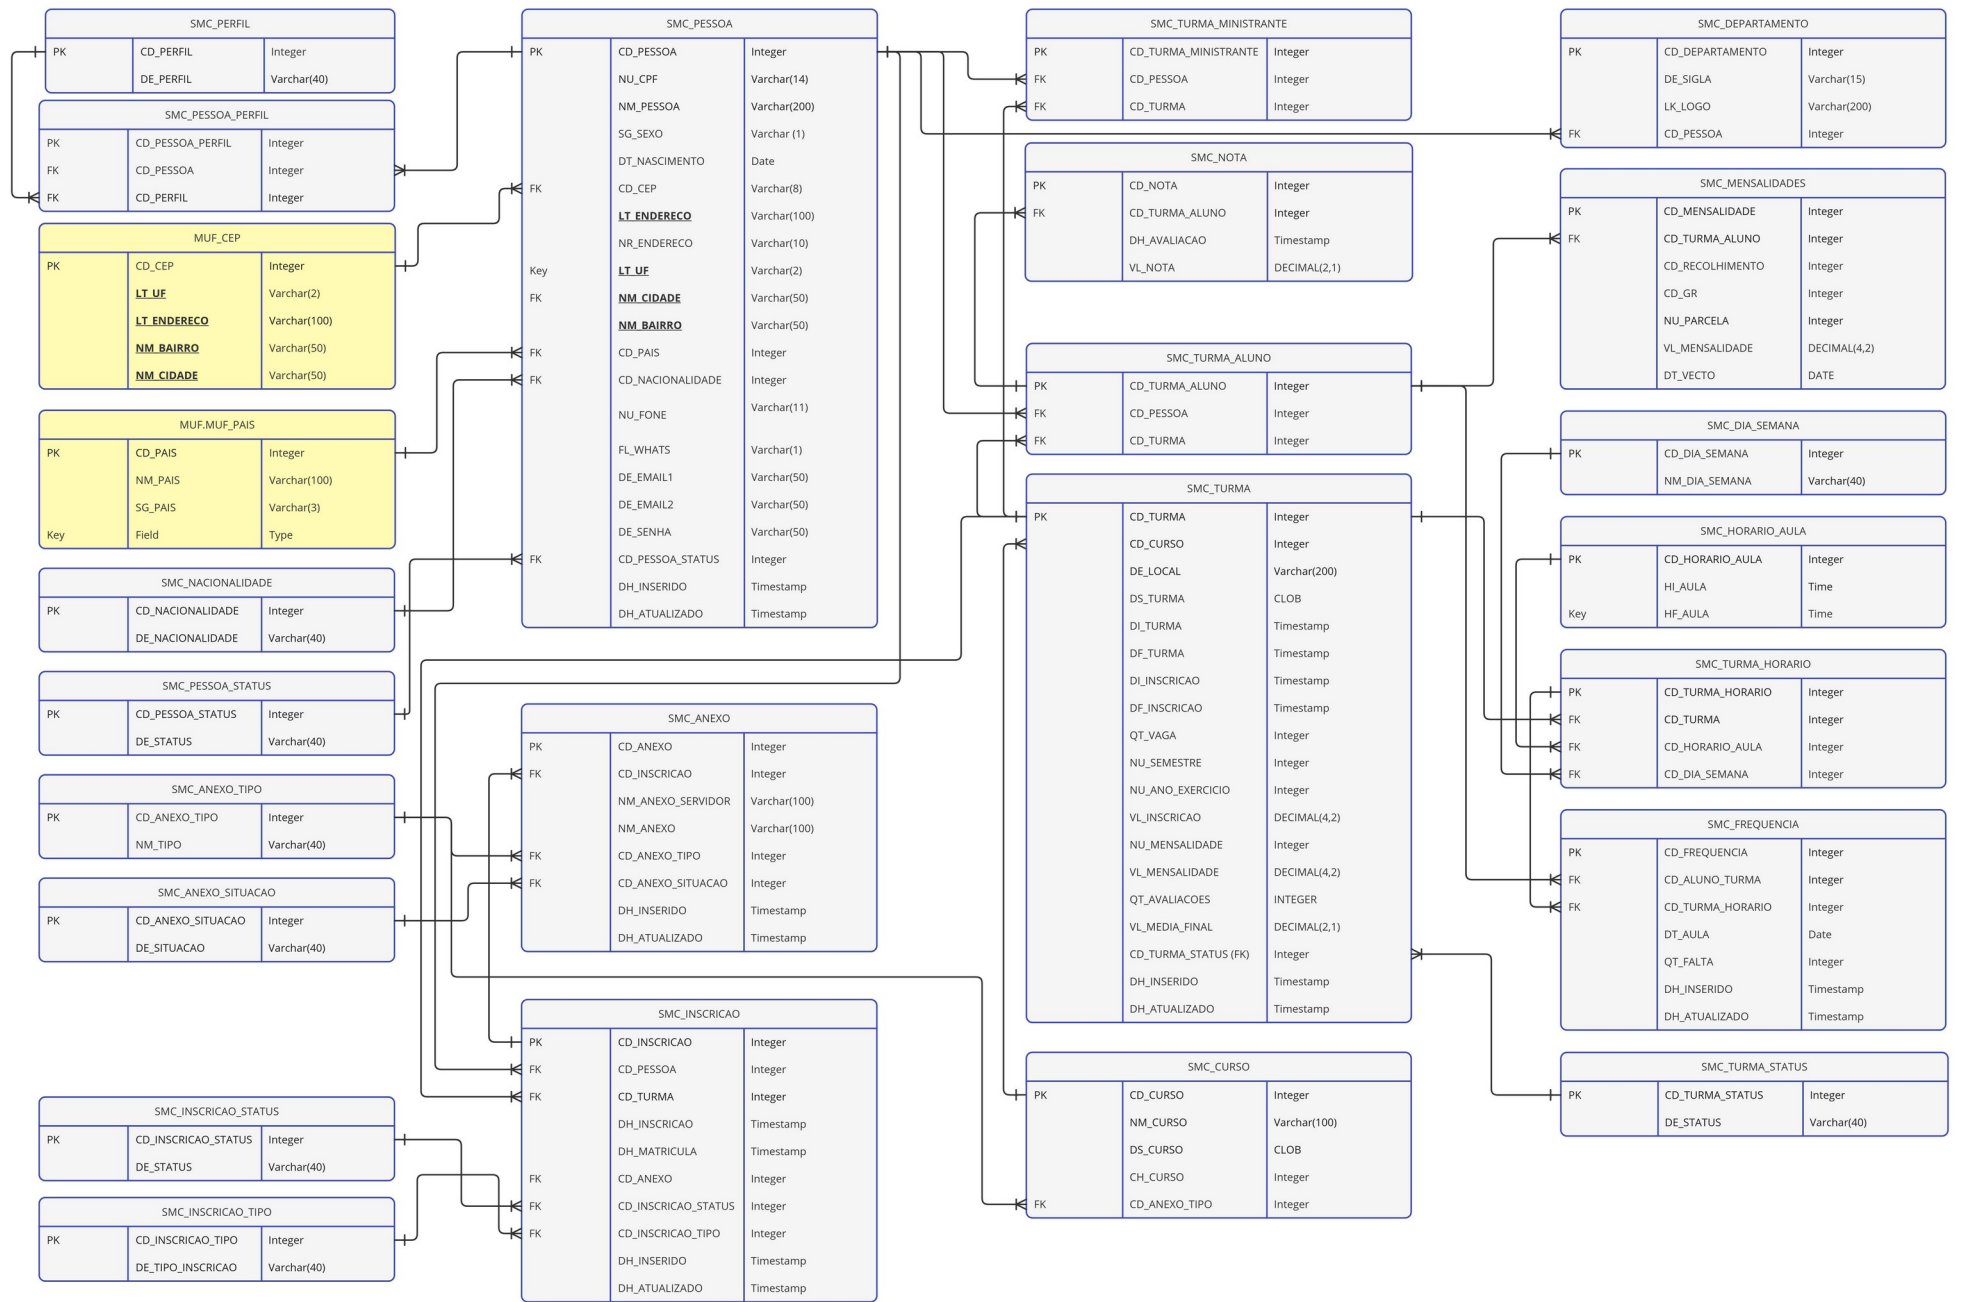 SMC_PERFIL
PK CD_PERFIL Integer
DE_PERFIL Varchar(40)
SMC_PESSOA_PERFIL
PK CD_PESSOA_PERFIL Integer
FK CD_PESSOA Integer
FK CD_PERFIL Integer
MUF_CEP
PK CD_CEP Integer
LT_UF Varchar(2)
LT_ENDERECO Varchar(100)
NM_BAIRRO Varchar(50)
NM_CIDADE Varchar(50)
MUF.MUF_PAIS
PK CD_PAIS Integer
NM_PAIS Varchar(100)
SG_PAIS Varchar(3)
Key Field Type
SMC_NACIONALIDADE
PK CD_NACIONALIDADE Integer
DE_NACIONALIDADE Varchar(40)
SMC_PESSOA_STATUS
PK CD_PESSOA_STATUS Integer
DE_STATUS Varchar(40)
SMC_ANEXO_TIPO
PK CD_ANEXO_TIPO Integer
NM_TIPO Varchar(40)
SMC_ANEXO_SITUACAO
PK CD_ANEXO_SITUACAO Integer
DE_SITUACAO Varchar(40)
SMC_INSCRICAO_STATUS
PK CD_INSCRICAO_STATUS Integer
DE_STATUS Varchar(40)
SMC_INSCRICAO_TIPO
PK CD_INSCRICAO_TIPO Integer
DE_TIPO_INSCRICAO Varchar(40)
SMC_PESSOA
PK CD_PESSOA Integer
NU_CPF Varchar(14)
NM_PESSOA Varchar(200)
SG_SEXO Varchar (1)
DT_NASCIMENTO Date
FK CD_CEP Varchar(8)
LT_ENDERECO Varchar(100)
NR_ENDERECO Varchar(10)
Key LT_UF Varchar(2)
FK NM_CIDADE Varchar(50)
NM_BAIRRO Varchar(50)
FK CD_PAIS Integer
FK CD_NACIONALIDADE Integer
NU_FONE Varchar(11)
FL_WHATS Varchar(1)
DE_EMAIL1 Varchar(50)
DE_EMAIL2 Varchar(50)
DE_SENHA Varchar(50)
FK CD_PESSOA_STATUS Integer
DH_INSERIDO Timestamp
DH_ATUALIZADO Timestamp
SMC_ANEXO
PK CD_ANEXO Integer
FK CD_INSCRICAO Integer
NM_ANEXO_SERVIDOR Varchar(100)
NM_ANEXO Varchar(100)
FK CD_ANEXO_TIPO Integer
FK CD_ANEXO_SITUACAO Integer
DH_INSERIDO Timestamp
DH_ATUALIZADO Timestamp
SMC_INSCRICAO
PK CD_INSCRICAO Integer
FK CD_PESSOA Integer
FK CD_TURMA Integer
DH_INSCRICAO Timestamp
DH_MATRICULA Timestamp
FK CD_ANEXO Integer
FK CD_INSCRICAO_STATUS Integer
FK CD_INSCRICAO_TIPO Integer
DH_INSERIDO Timestamp
DH_ATUALIZADO Timestamp
SMC_TURMA_MINISTRANTE
PK CD_TURMA_MINISTRANTE Integer
FK CD_PESSOA Integer
FK CD_TURMA Integer
SMC_NOTA
PK CD_NOTA Integer
FK CD_TURMA_ALUNO Integer
DH_AVALIACAO Timestamp
VL_NOTA DECIMAL(2,1)
SMC_TURMA_ALUNO
PK CD_TURMA_ALUNO Integer
FK CD_PESSOA Integer
FK CD_TURMA Integer
SMC_TURMA
PK CD_TURMA Integer
CD_CURSO Integer
DE_LOCAL Varchar(200)
DS_TURMA CLOB
DI_TURMA Timestamp
DF_TURMA Timestamp
DI_INSCRICAO Timestamp
DF_INSCRICAO Timestamp
QT_VAGA Integer
NU_SEMESTRE Integer
NU_ANO_EXERCICIO Integer
VL_INSCRICAO DECIMAL(4,2)
NU_MENSALIDADE Integer
VL_MENSALIDADE DECIMAL(4,2)
QT_AVALIACOES INTEGER
VL_MEDIA_FINAL DECIMAL(2,1)
CD_TURMA_STATUS (FK) Integer
DH_INSERIDO Timestamp
DH_ATUALIZADO Timestamp
SMC_CURSO
PK CD_CURSO Integer
NM_CURSO Varchar(100)
DS_CURSO CLOB
CH_CURSO Integer
FK CD_ANEXO_TIPO Integer
SMC_DEPARTAMENTO
PK CD_DEPARTAMENTO Integer
DE_SIGLA Varchar(15)
LK_LOGO Varchar(200)
FK CD_PESSOA Integer
SMC_MENSALIDADES
PK CD_MENSALIDADE Integer
FK CD_TURMA_ALUNO Integer
CD_RECOLHIMENTO Integer
CD_GR Integer
NU_PARCELA Integer
VL_MENSALIDADE DECIMAL(4,2)
DT_VECTO DATE
SMC_DIA_SEMANA
PK CD_DIA_SEMANA Integer
NM_DIA_SEMANA Varchar(40)
SMC_HORARIO_AULA
PK CD_HORARIO_AULA Integer
HI_AULA Time
Key HF_AULA Time
SMC_TURMA_HORARIO
PK CD_TURMA_HORARIO Integer
FK CD_TURMA Integer
FK CD_HORARIO_AULA Integer
FK CD_DIA_SEMANA Integer
SMC_FREQUENCIA
PK CD_FREQUENCIA Integer
FK CD_ALUNO_TURMA Integer
FK CD_TURMA_HORARIO Integer
DT_AULA Date
QT_FALTA Integer
DH_INSERIDO Timestamp
DH_ATUALIZADO Timestamp
SMC_TURMA_STATUS
PK CD_TURMA_STATUS Integer
DE_STATUS Varchar(40)